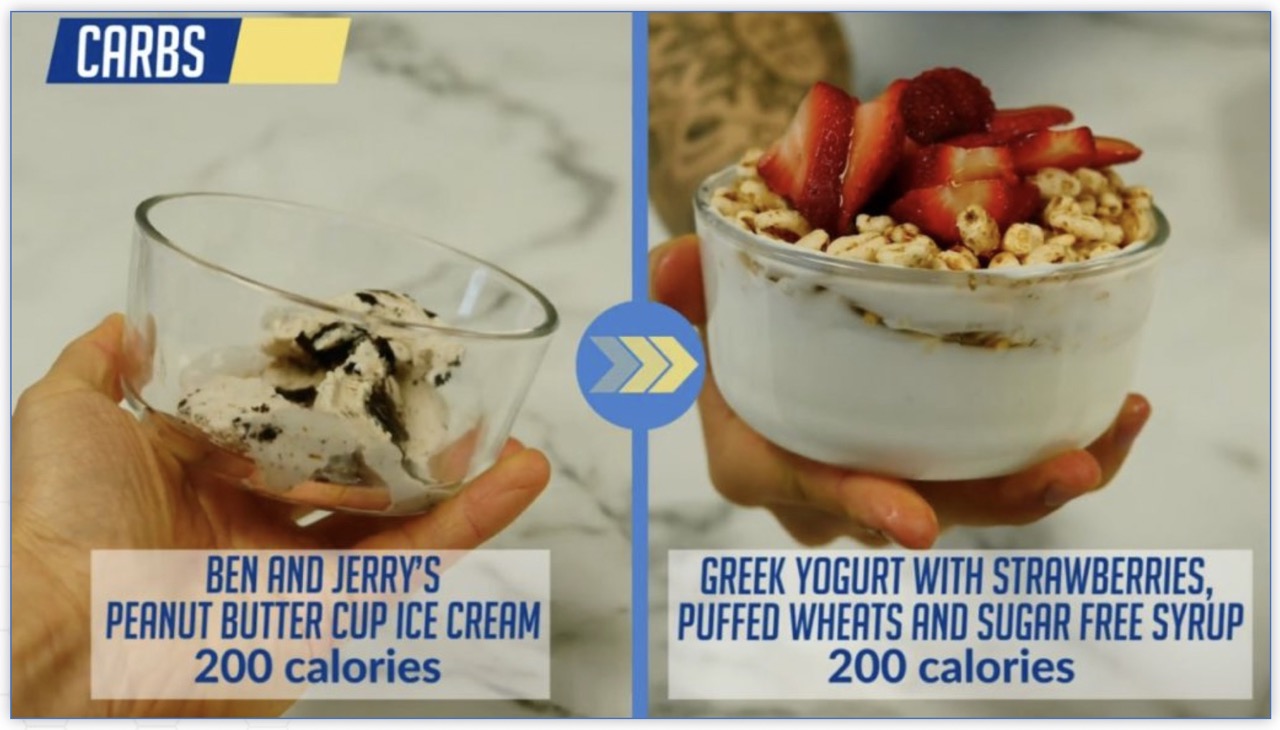 CARBS
BEN AND JERRY'S
PEANUT BUTTER CUP ICE CREAM
200 calories
GREEK YOGURT WITH STRAWBERRIES,
PUFFED WHEATS AND SUGAR FREE SYRUP
200 calories